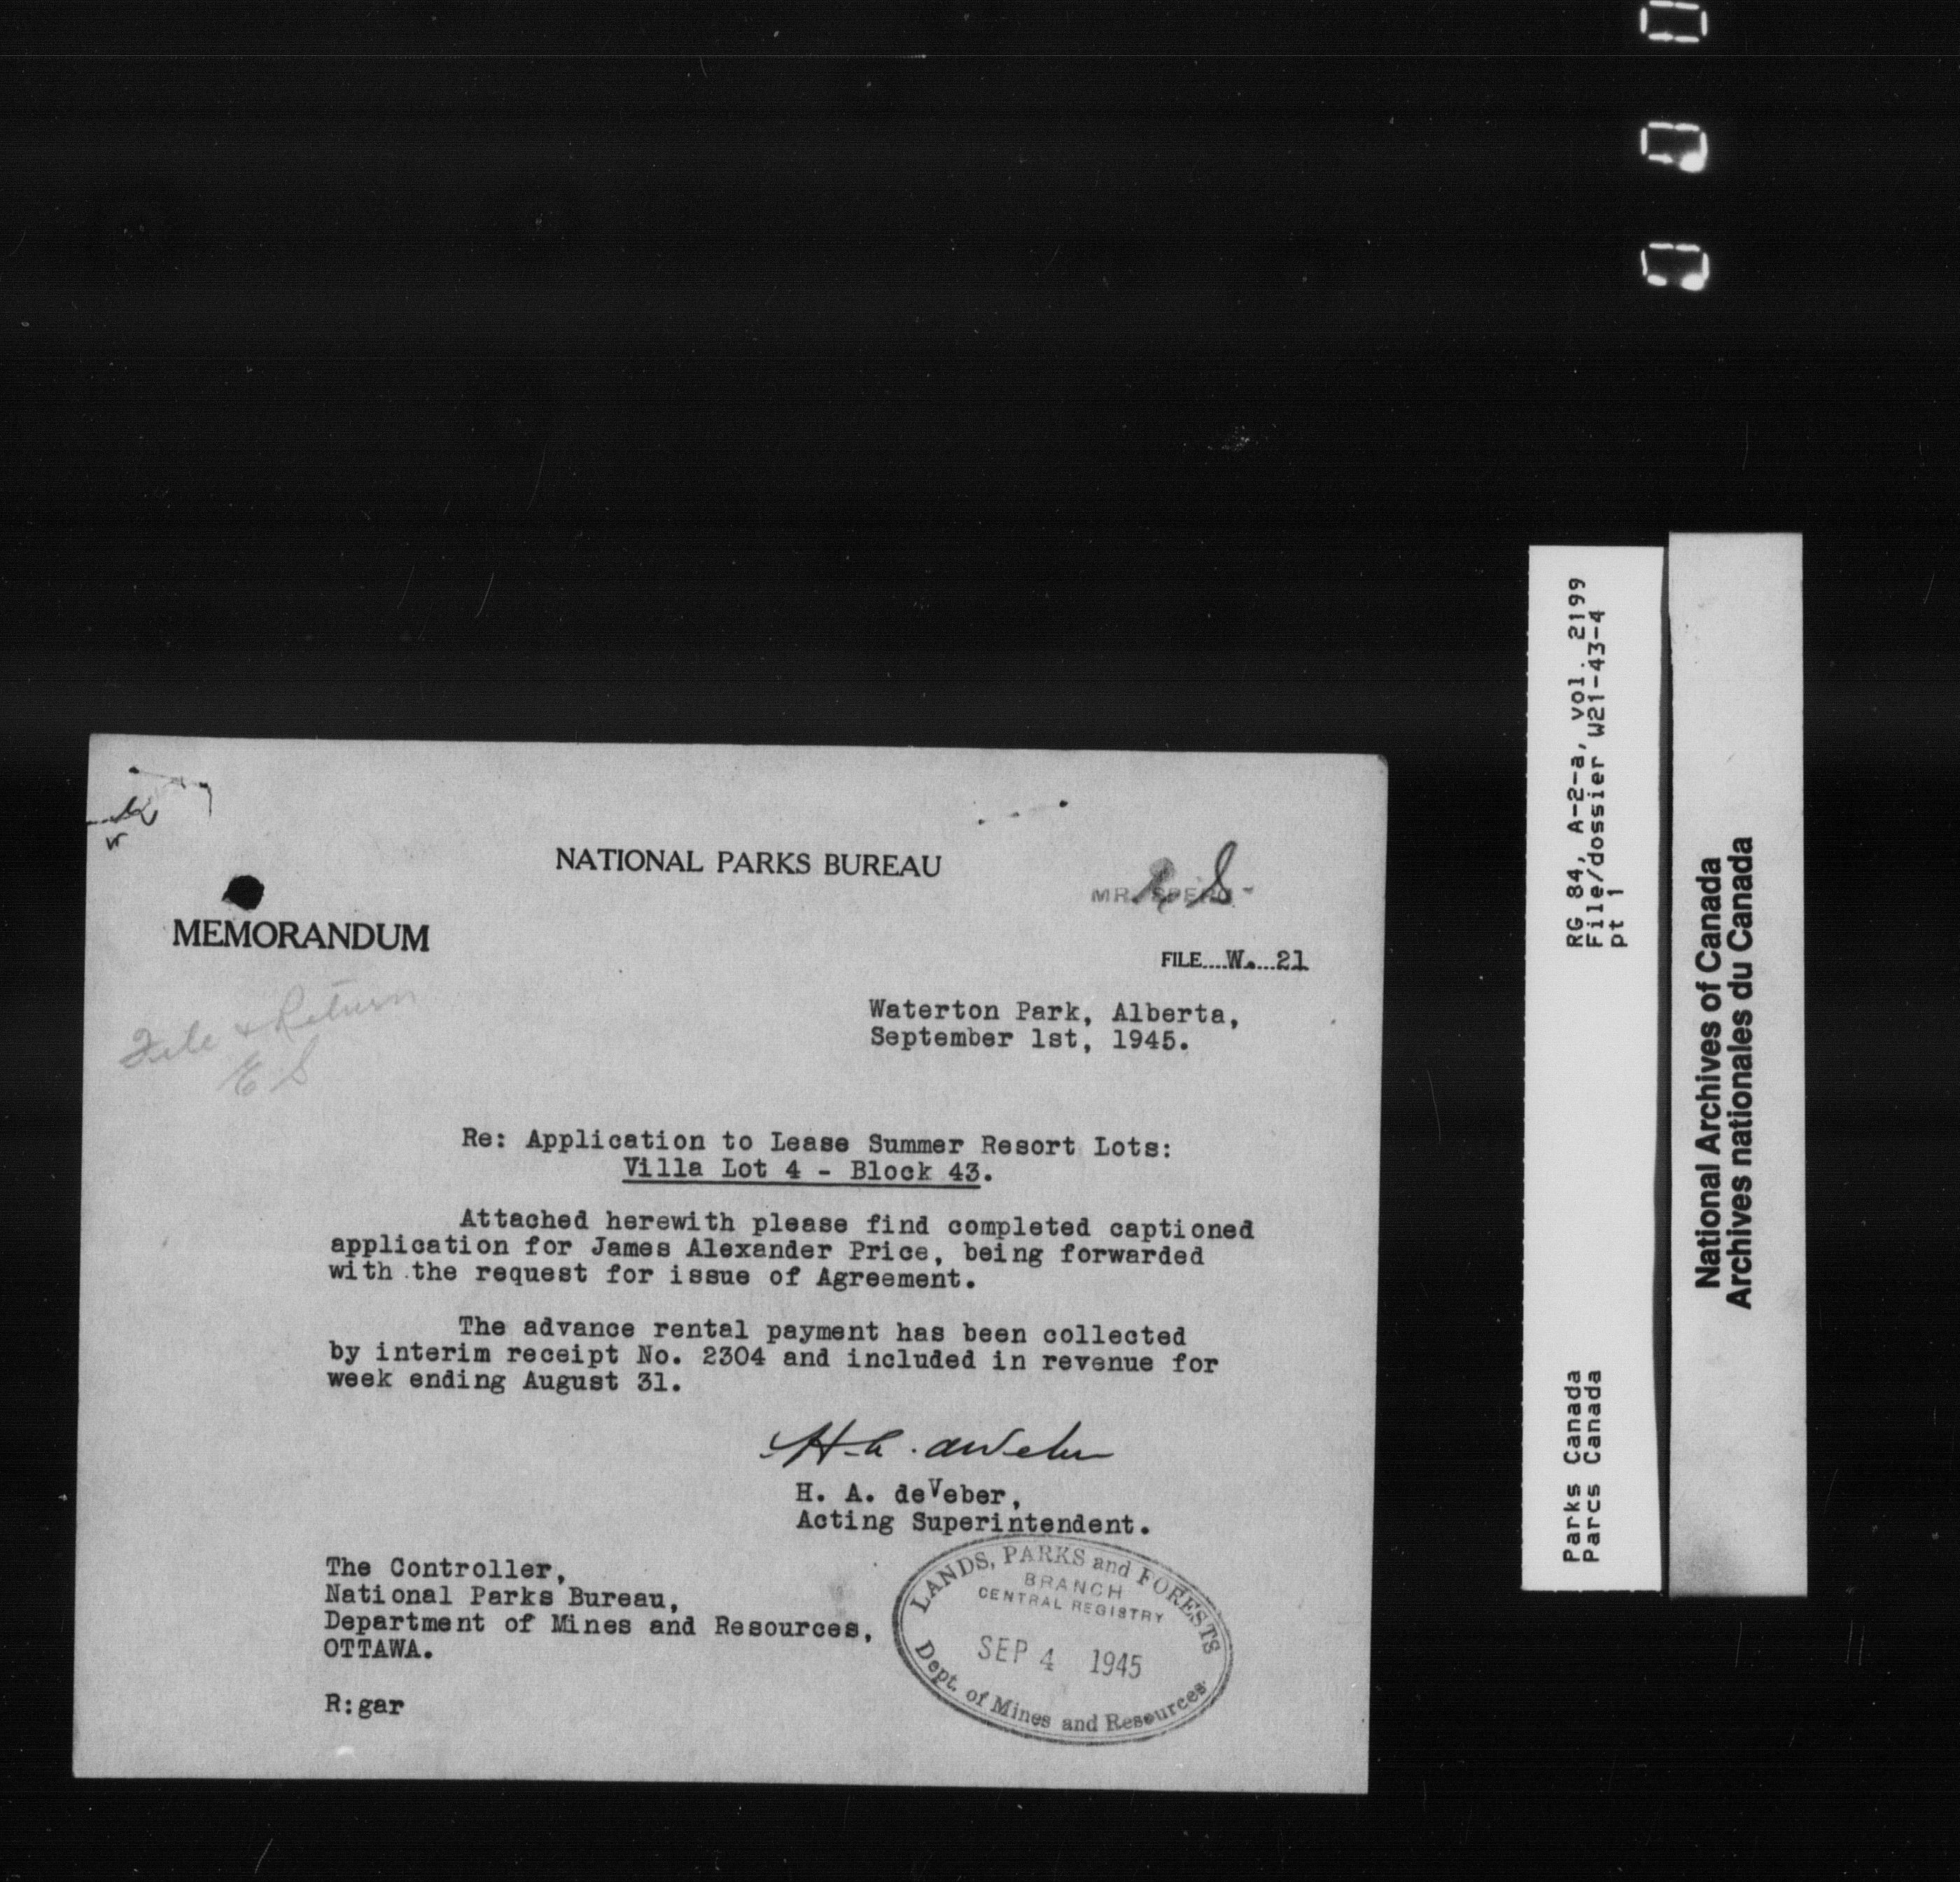 NATIONAL PARKS BUREAU
MR. SPERO
MEMORANDUM
FILE....W.....21
File & Return
ES
Waterton Park, Alberta,
September 1st, 1945.
Re: Application to Lease Summer Resort Lots:
Villa Lot 4 - Block 43.
Attached herewith please find completed captioned
application for James Alexander Price, being forwarded
with the request for issue of Agreement.
The advance rental payment has been collected
by interim receipt No. 2304 and included in revenue for
week ending August 31.
H. A. deVeber
H. A. deVeber,
Acting Superintendent.
The Controller,
National Parks Bureau,
Department of Mines and Resources,
OTTAWA.
R:gar
LANDS, PARKS and FORESTS
BRANCH
CENTRAL REGISTRY
SEP 4 1945
Dept. of Mines and Resources
RG 84, A-2-a, vol. 2199
File/dossier W21-43-4
pt 1
Parks Canada
Parcs Canada
National Archives of Canada
Archives nationales du Canada